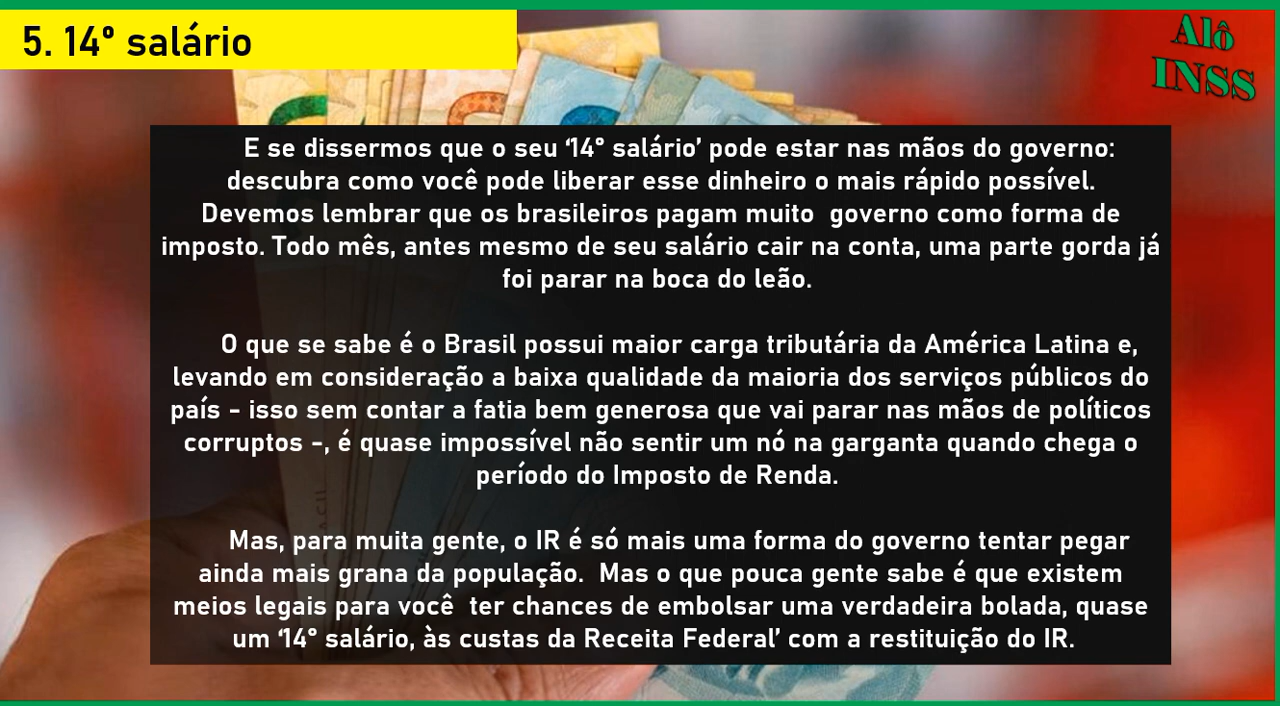 5. 14º salário
Alô
INSS
E se dissermos que o seu ‘14º salário’ pode estar nas mãos do governo:
descubra como você pode liberar esse dinheiro o mais rápido possível.
Devemos lembrar que os brasileiros pagam muito  governo como forma de
imposto. Todo mês, antes mesmo de seu salário cair na conta, uma parte gorda já
foi parar na boca do leão.
O que se sabe é o Brasil possui maior carga tributária da América Latina e,
levando em consideração a baixa qualidade da maioria dos serviços públicos do
país - isso sem contar a fatia bem generosa que vai parar nas mãos de políticos
corruptos -, é quase impossível não sentir um nó na garganta quando chega o
período do Imposto de Renda.
Mas, para muita gente, o IR é só mais uma forma do governo tentar pegar
ainda mais grana da população.  Mas o que pouca gente sabe é que existem
meios legais para você  ter chances de embolsar uma verdadeira bolada, quase
um ‘14º salário, às custas da Receita Federal’ com a restituição do IR.